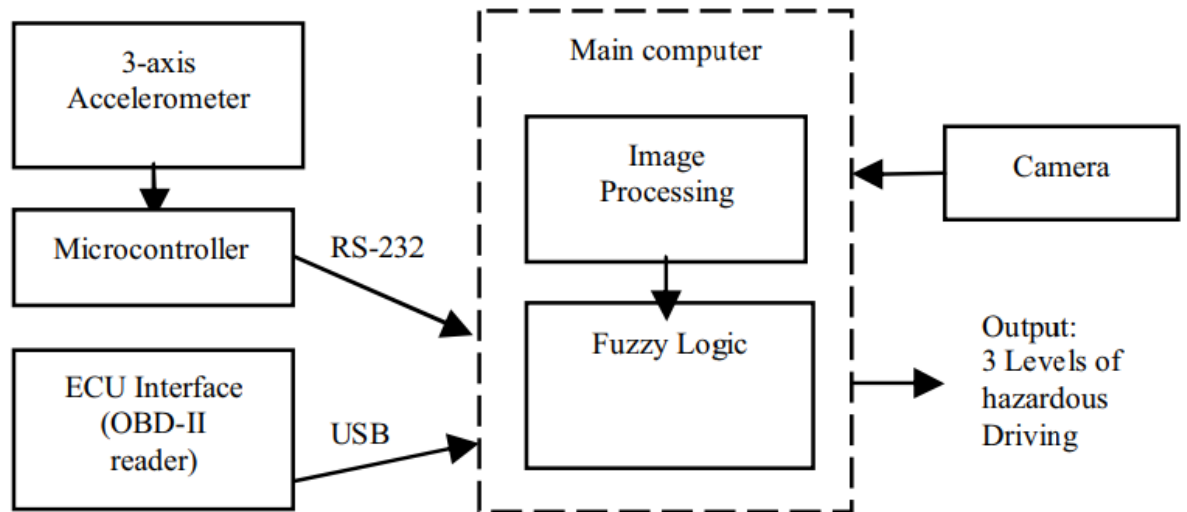 3-axis
Accelerometer
Microcontroller
RS-232
ECU Interface
(OBD-II
reader)
USB
Main computer
Image
Processing
Fuzzy Logic
Camera
Output:
3 Levels of
hazardous
Driving